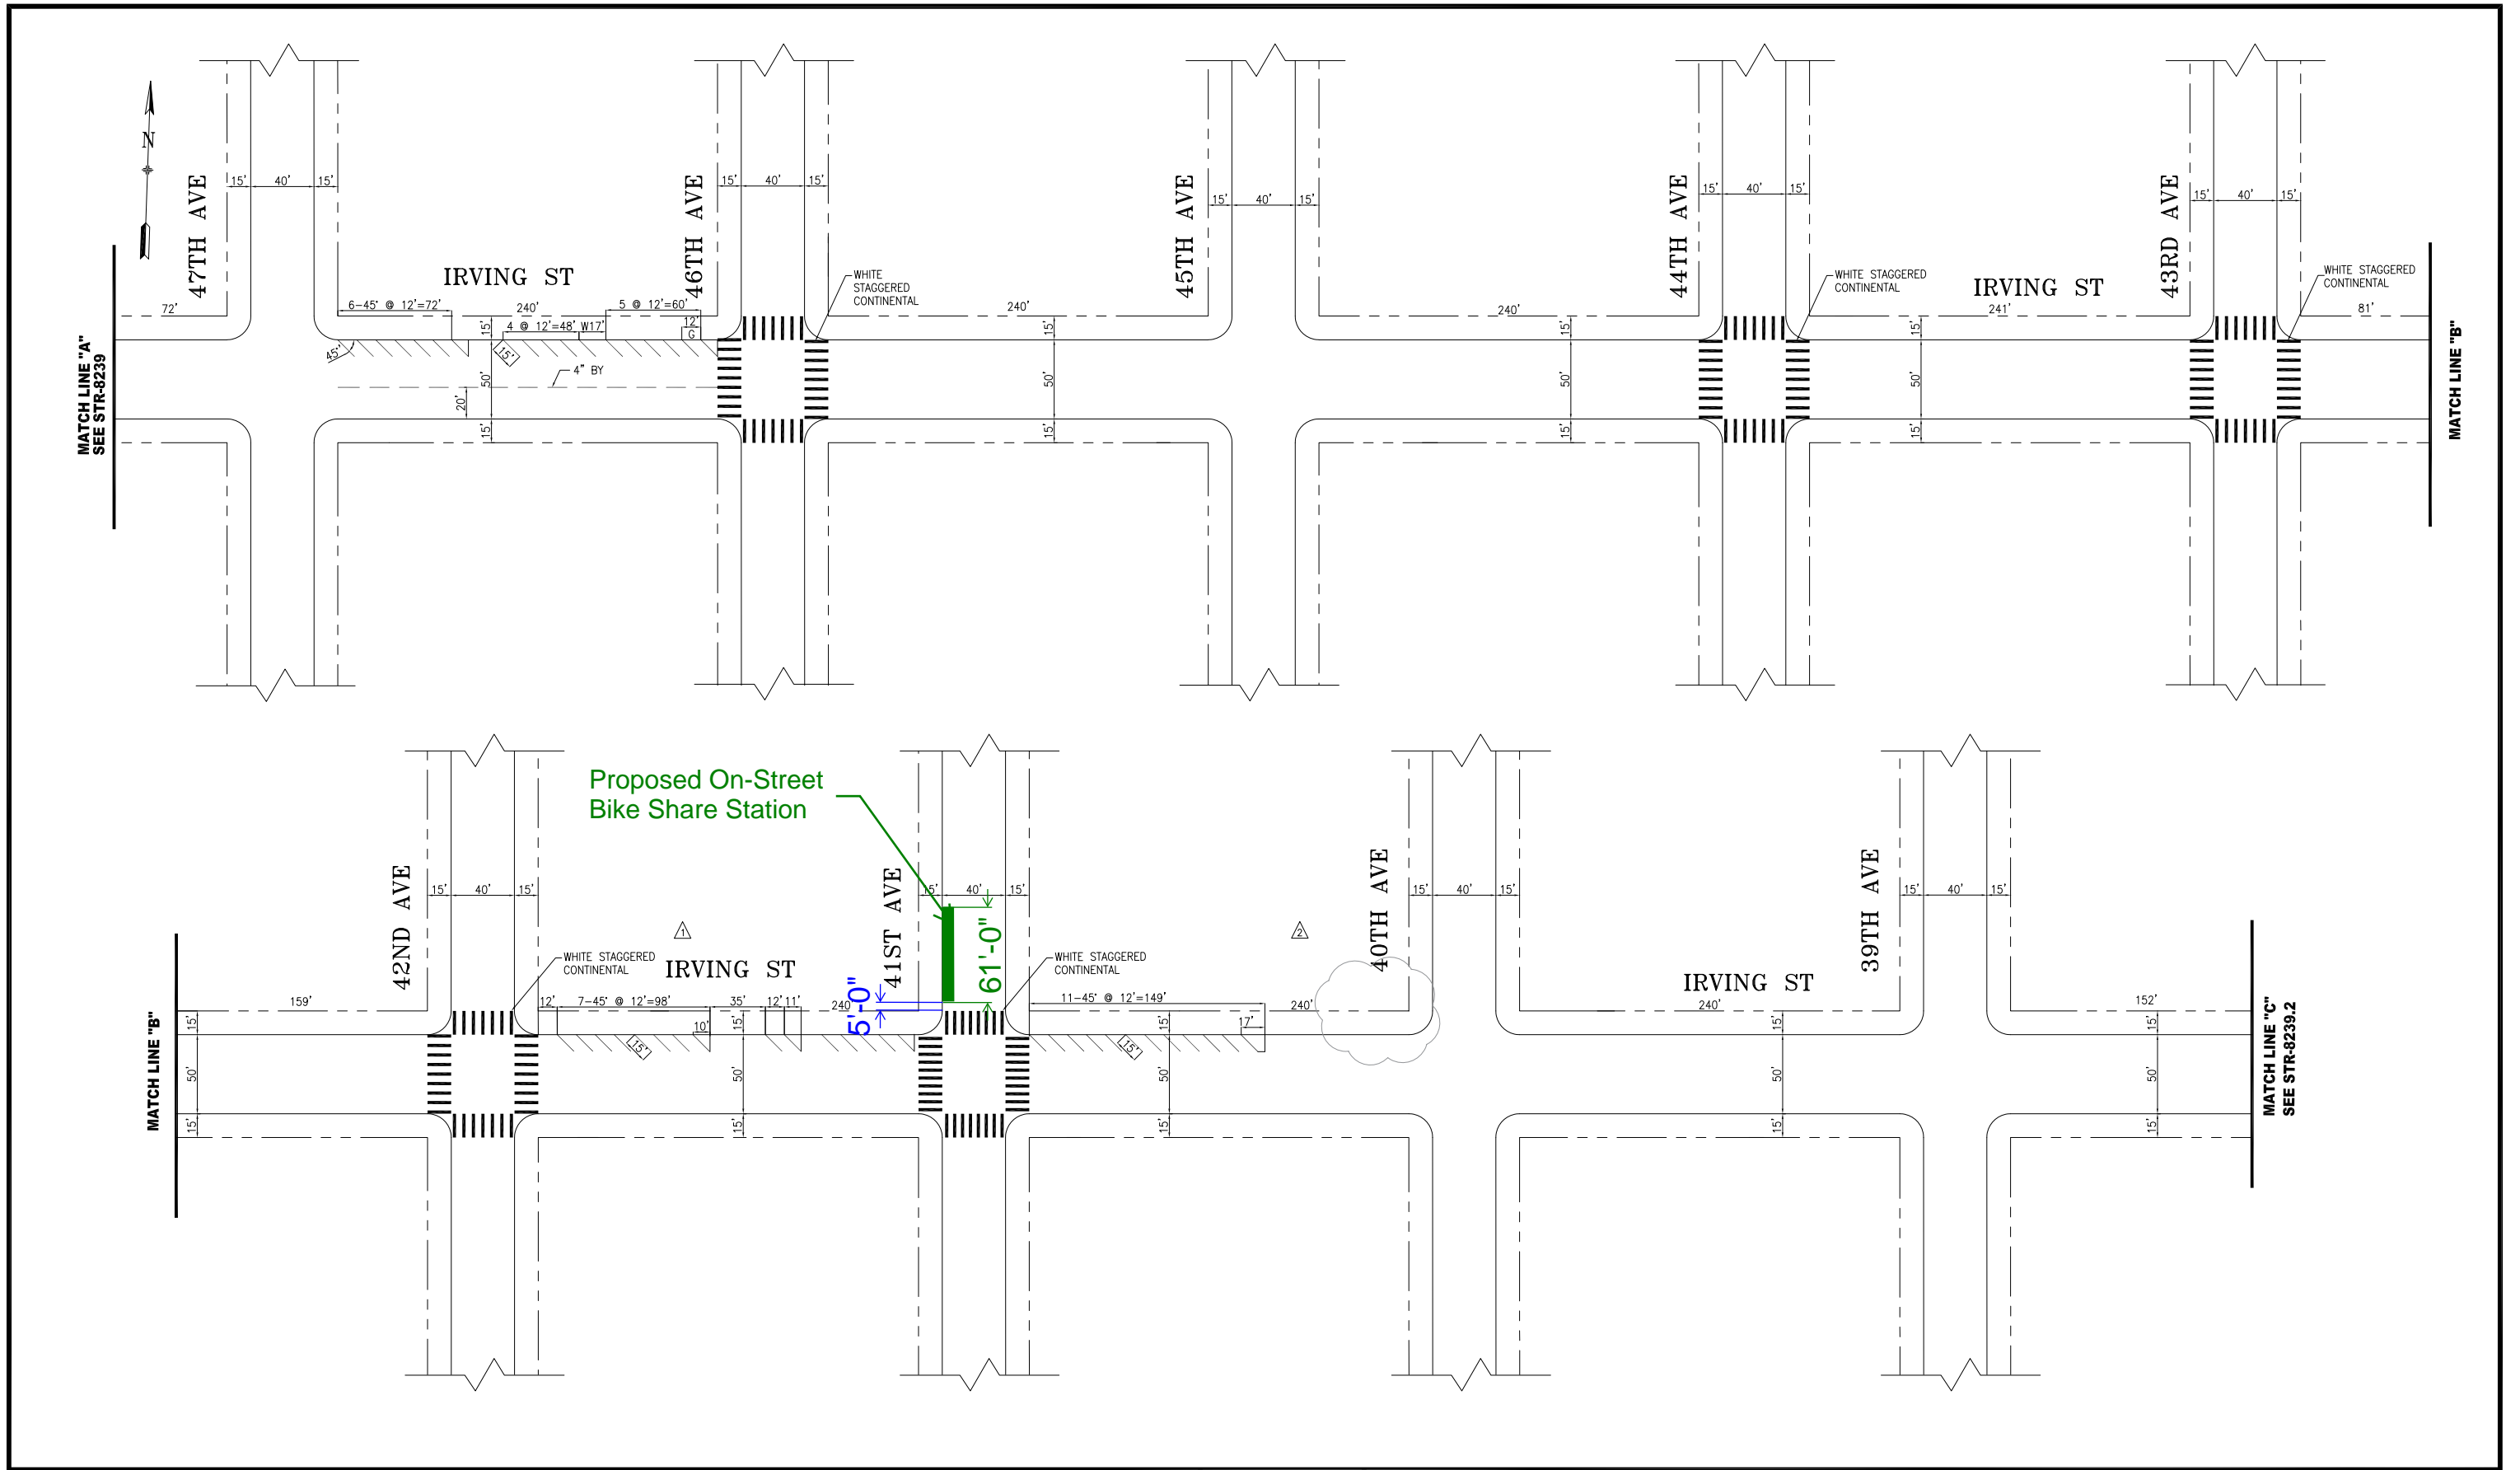 N
47TH AVE
15'
40'
15'
46TH AVE
15'
40'
15'
45TH AVE
15'
40'
15'
44TH AVE
15'
40'
15'
43RD AVE
15'
40'
15'
MATCH LINE "A"
SEE STR-8239
72'
IRVING ST
6-45° @ 12'=72'
240'
5 @ 12'=60'
4 @ 12'=48'
W17'
12'
G
15'
45°
15'
4" BY
50'
20'
15'
WHITE
STAGGERED
CONTINENTAL
240'
15'
50'
15'
240'
15'
50'
15'
WHITE STAGGERED
CONTINENTAL
IRVING ST
241'
15'
50'
15'
WHITE STAGGERED
CONTINENTAL
81'
MATCH LINE "B"
Proposed On-Street
Bike Share Station
42ND AVE
15'
40'
15'
41ST AVE
15'
40'
15'
40TH AVE
15'
40'
15'
39TH AVE
15'
40'
15'
MATCH LINE "B"
159'
15'
50'
15'
WHITE STAGGERED
CONTINENTAL
1
IRVING ST
12'
7-45° @ 12'=98'
35'
12'
11'
240
10'
15'
15'
50'
15'
5'-0"
61'-0"
WHITE STAGGERED
CONTINENTAL
2
11-45° @ 12'=149'
240'
17'
15'
15'
50'
15'
IRVING ST
240'
15'
50'
15'
152'
15'
50'
15'
MATCH LINE "C"
SEE STR-8239.2